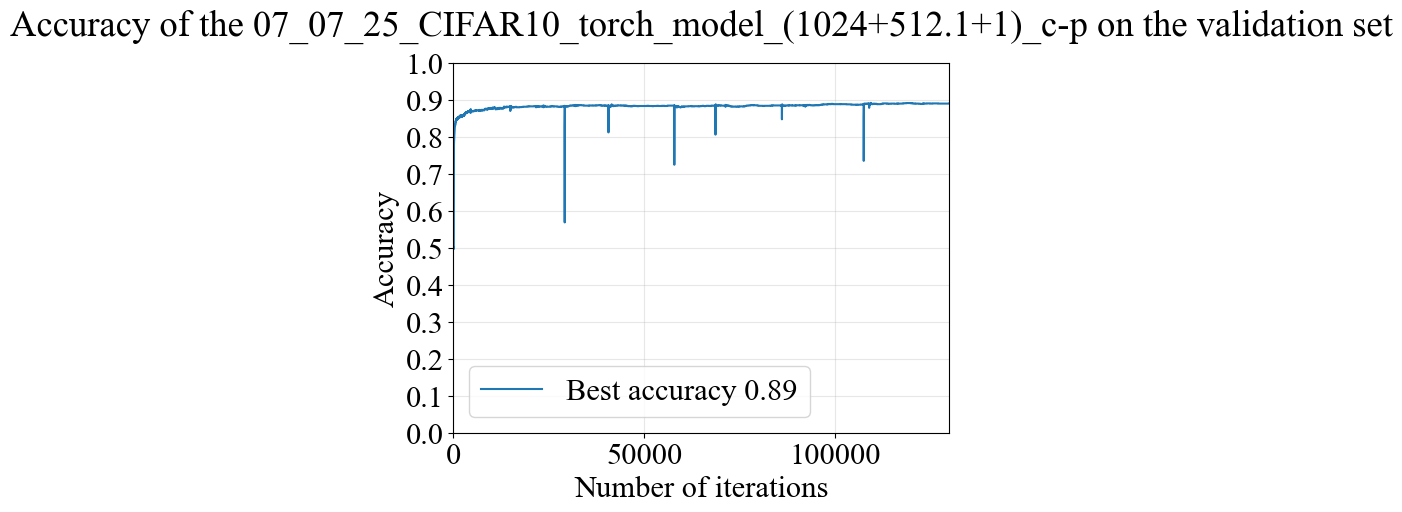 Accuracy of the 07_07_25_CIFAR10_torch_model_(1024+512.1+1)_c-p on the validation set
1.0
0.9
0.8
0.7
0.6
0.5
0.4
0.3
0.2
0.1
0.0
Accuracy
Best accuracy 0.89
0 50000 100000
Number of iterations